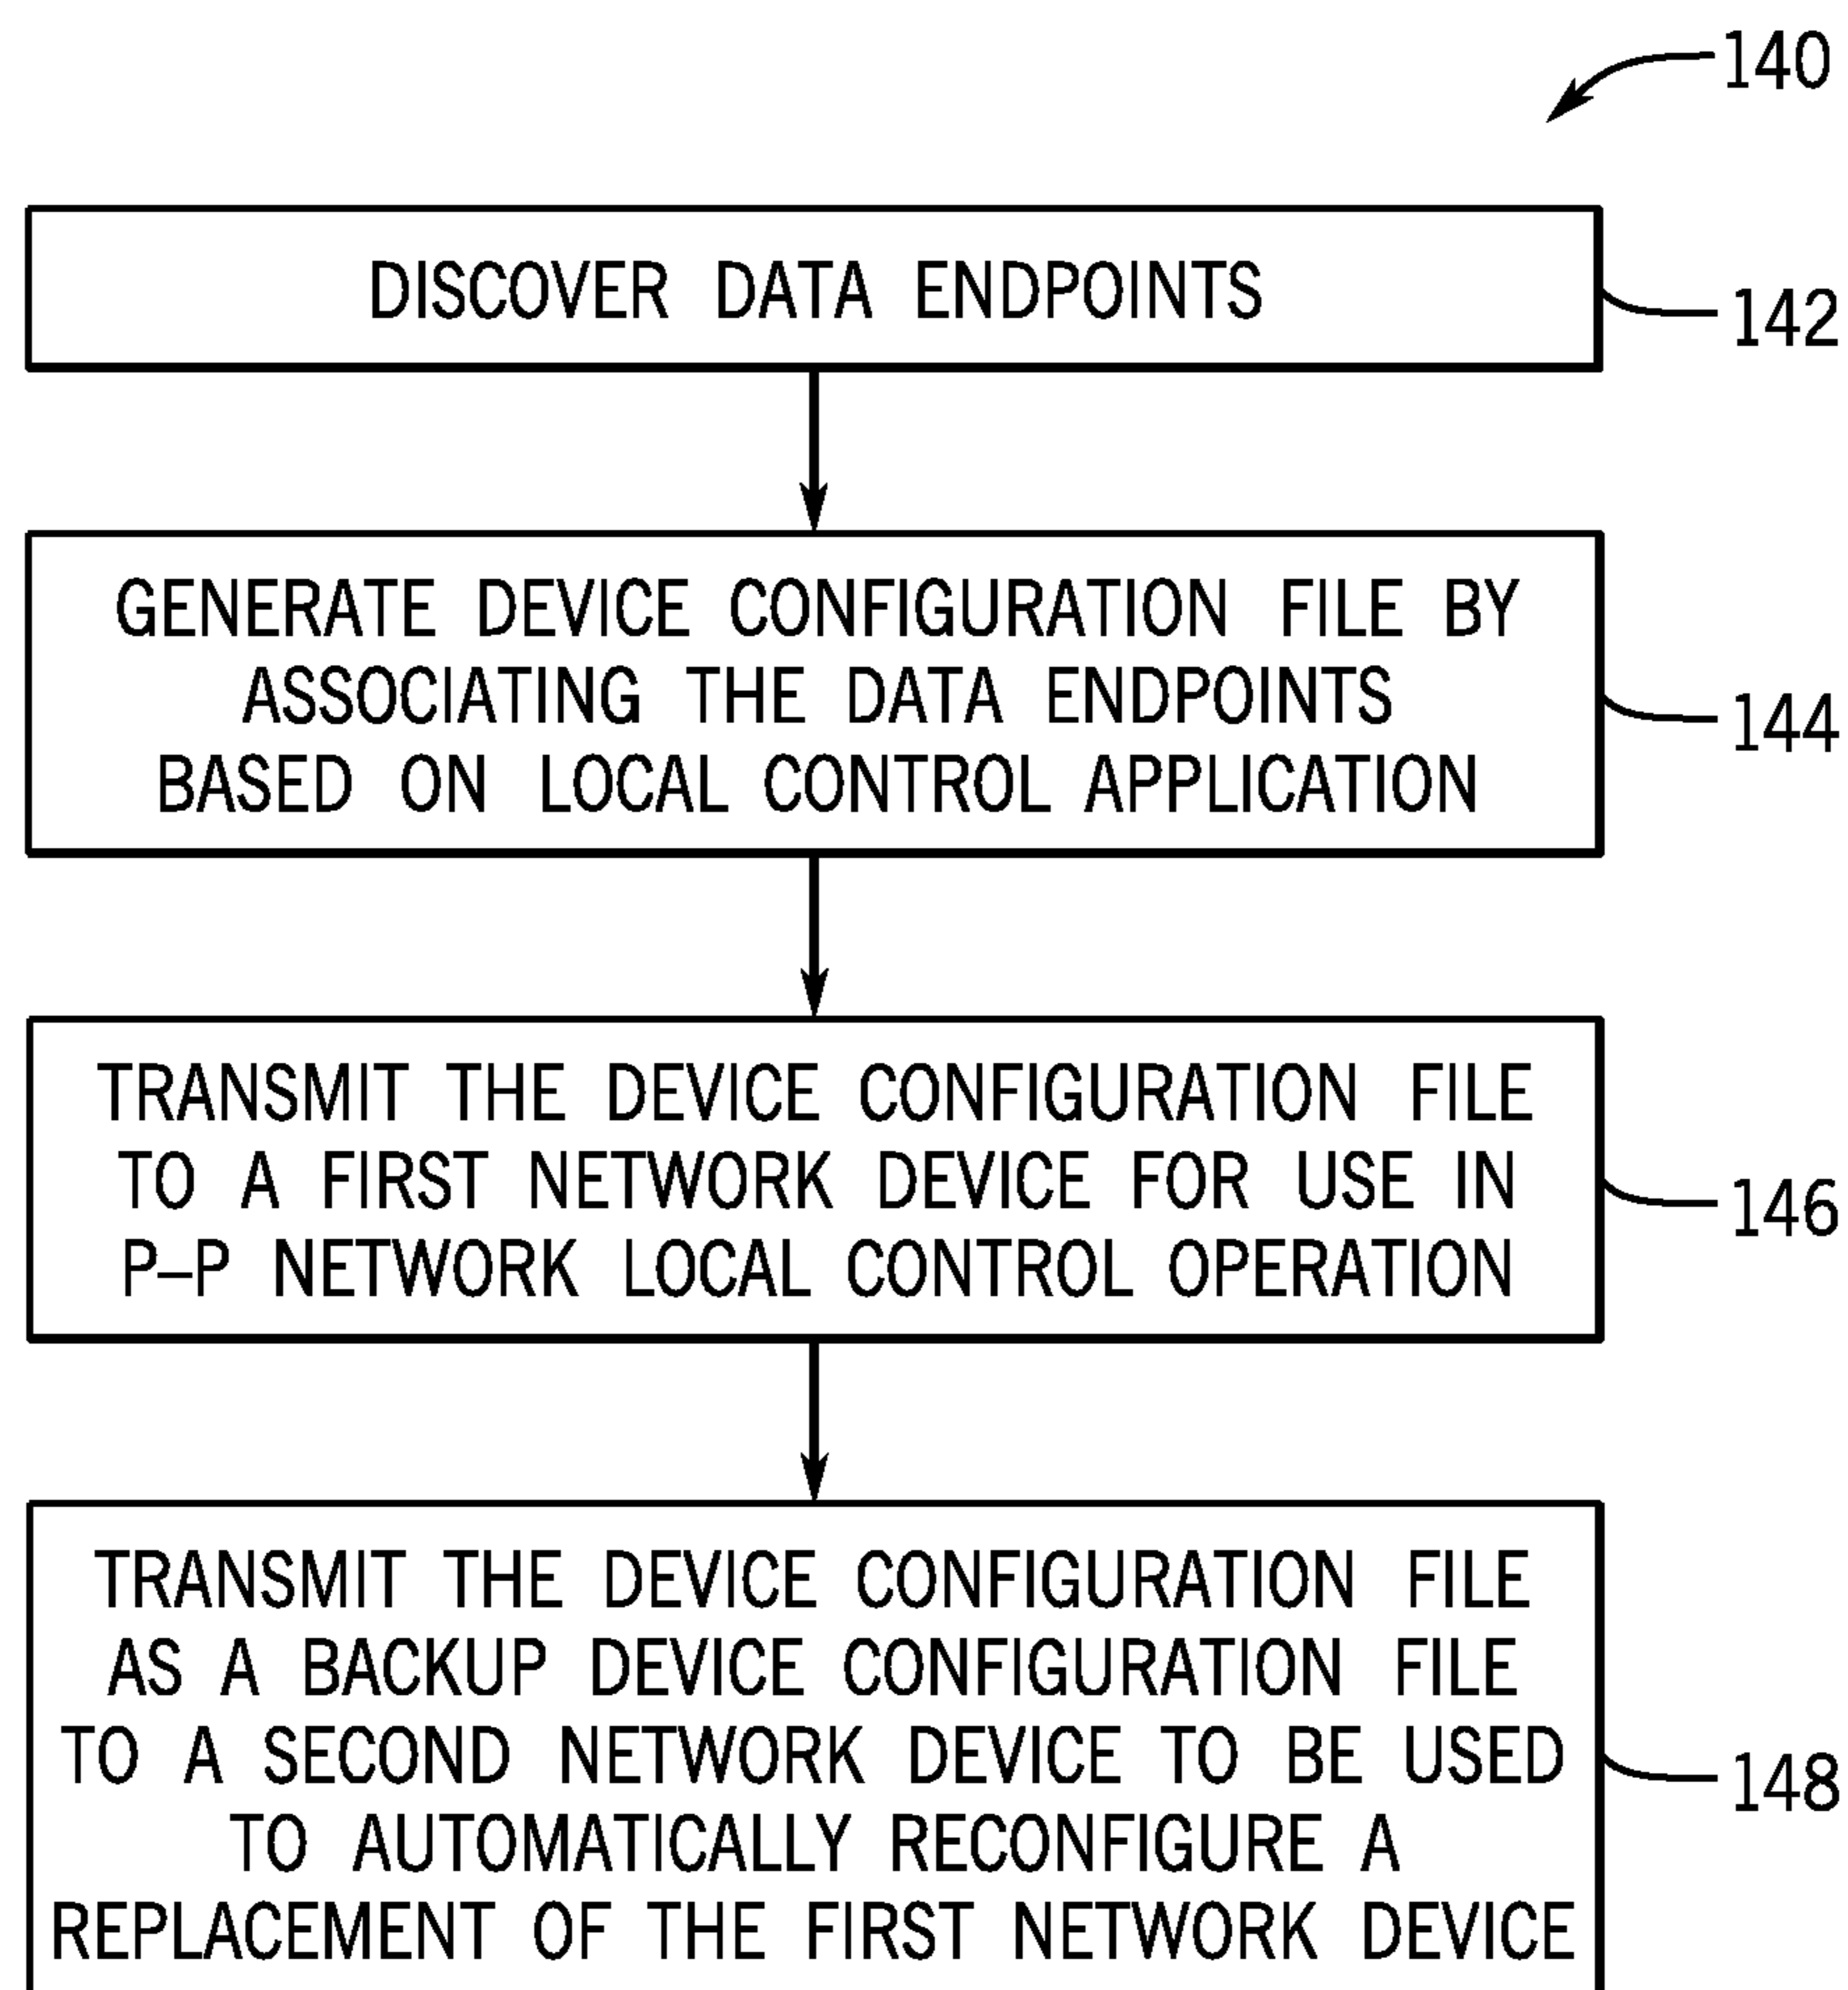 140
DISCOVER DATA ENDPOINTS
142
GENERATE DEVICE CONFIGURATION FILE BY
ASSOCIATING THE DATA ENDPOINTS
BASED ON LOCAL CONTROL APPLICATION
144
TRANSMIT THE DEVICE CONFIGURATION FILE
TO A FIRST NETWORK DEVICE FOR USE IN
P–P NETWORK LOCAL CONTROL OPERATION
146
TRANSMIT THE DEVICE CONFIGURATION FILE
AS A BACKUP DEVICE CONFIGURATION FILE
TO A SECOND NETWORK DEVICE TO BE USED
TO AUTOMATICALLY RECONFIGURE A
REPLACEMENT OF THE FIRST NETWORK DEVICE
148